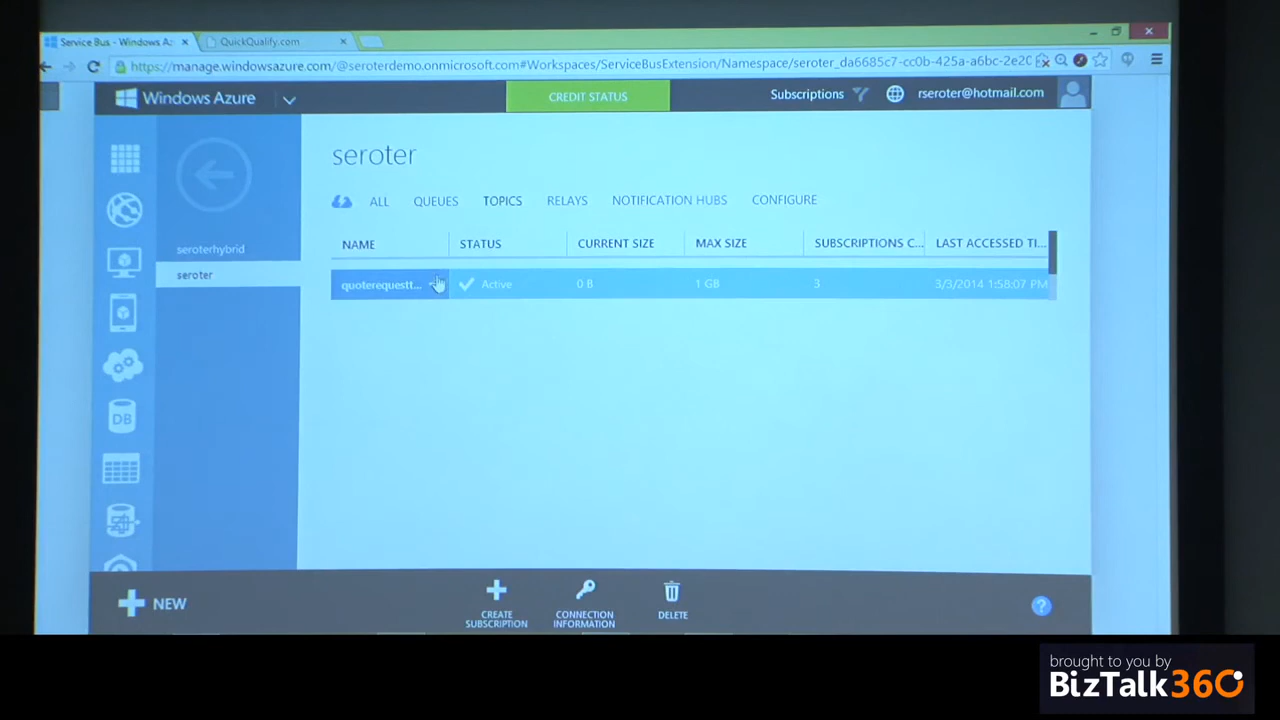 Service Bus - Windows Az
QuickQualify.com
https://manage.windowsazure.com/@seroterdemo.onmicrosoft.com#Workspaces/ServiceBusExtension/Namespace/seroter_da6685c7-cc0b-425a-a6bc-2e20
Windows Azure
CREDIT STATUS
Subscriptions
rseroter@hotmail.com
seroter
ALL QUEUES TOPICS RELAYS NOTIFICATION HUBS CONFIGURE
NAME STATUS CURRENT SIZE MAX SIZE SUBSCRIPTIONS C... LAST ACCESSED TI...
seroterhybrid
seroter
quoterequestt... Active 0 B 1 GB 3 3/3/2014 1:58:07 PM
DB
NEW
CREATE SUBSCRIPTION
CONNECTION INFORMATION
DELETE
?
brought to you by
BizTalk360